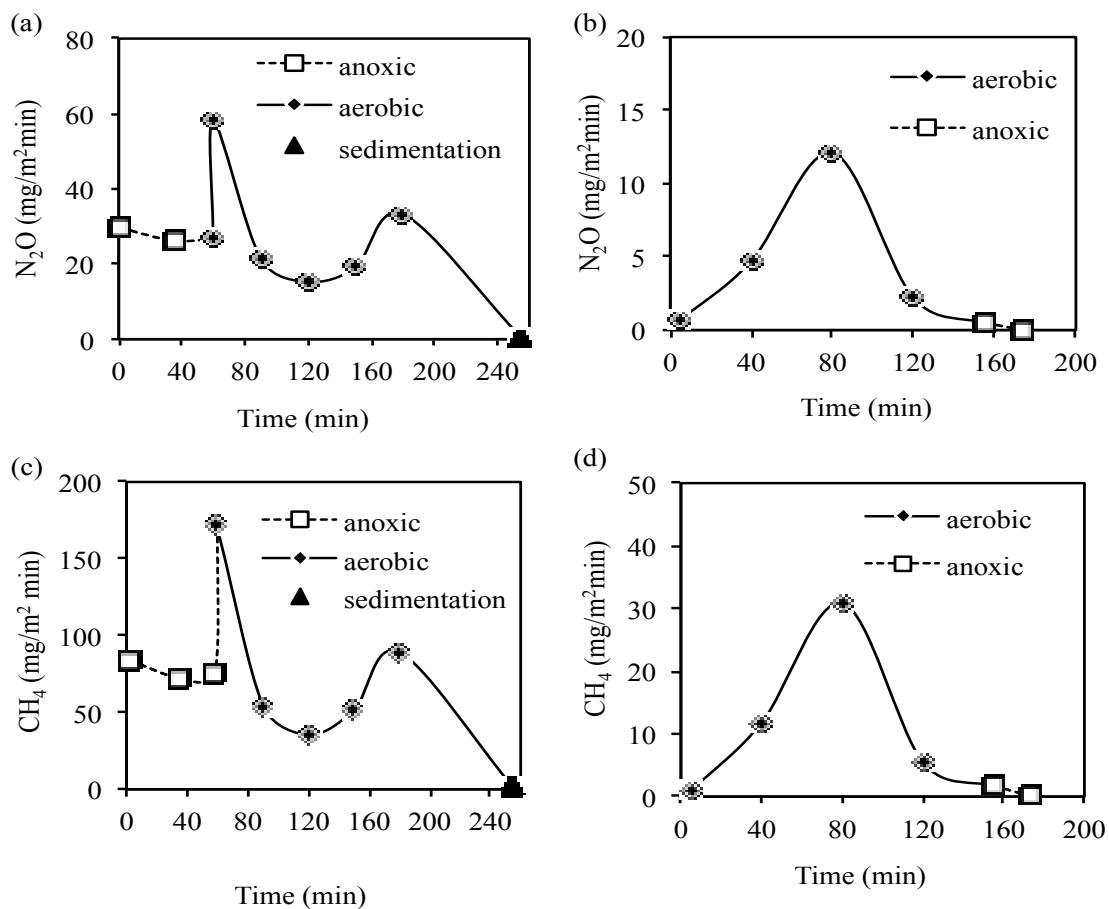 (a)
N₂O (mg/m²min)
80
60
40
20
0
anoxic
aerobic
sedimentation
0 40 80 120 160 200 240
Time (min)
(b)
N₂O (mg/m²min)
20
15
10
5
0
aerobic
anoxic
0 40 80 120 160 200
Time (min)
(c)
CH₄ (mg/m² min)
200
150
100
50
0
anoxic
aerobic
sedimentation
0 40 80 120 160 200 240
Time (min)
(d)
CH₄ (mg/m²min)
50
40
30
20
10
0
aerobic
anoxic
0 40 80 120 160 200
Time (min)